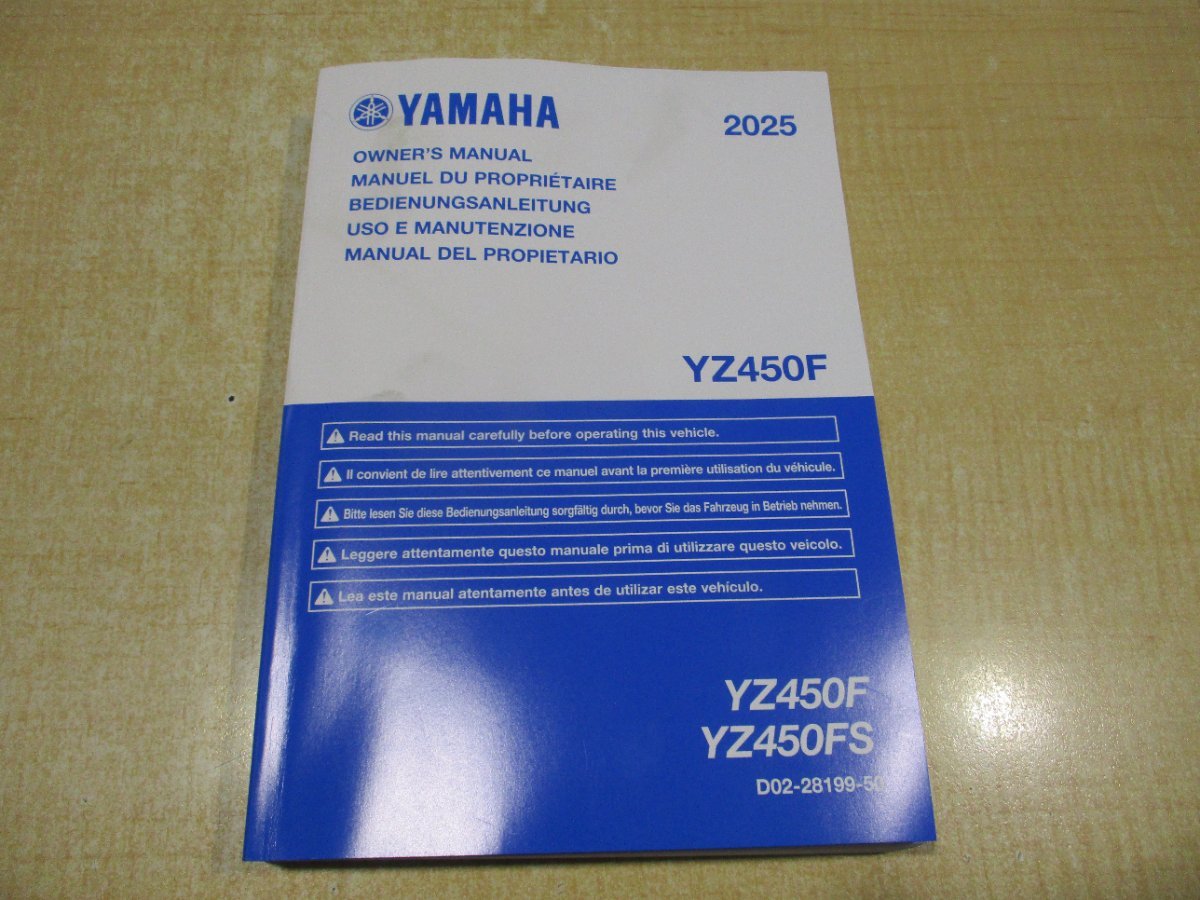 YAMAHA
2025
OWNER'S MANUAL
MANUEL DU PROPRIÉTAIRE
BEDIENUNGSANLEITUNG
USO E MANUTENZIONE
MANUAL DEL PROPIETARIO
YZ450F
Read this manual carefully before operating this vehicle.
Il convient de lire attentivement ce manuel avant la première utilisation du véhicule.
Bitte lesen Sie diese Bedienungsanleitung sorgfältig durch, bevor Sie das Fahrzeug in Betrieb nehmen.
Leggere attentamente questo manuale prima di utilizzare questo veicolo.
Lea este manual atentamente antes de utilizar este vehículo.
YZ450F
YZ450FS
D02-28199-50